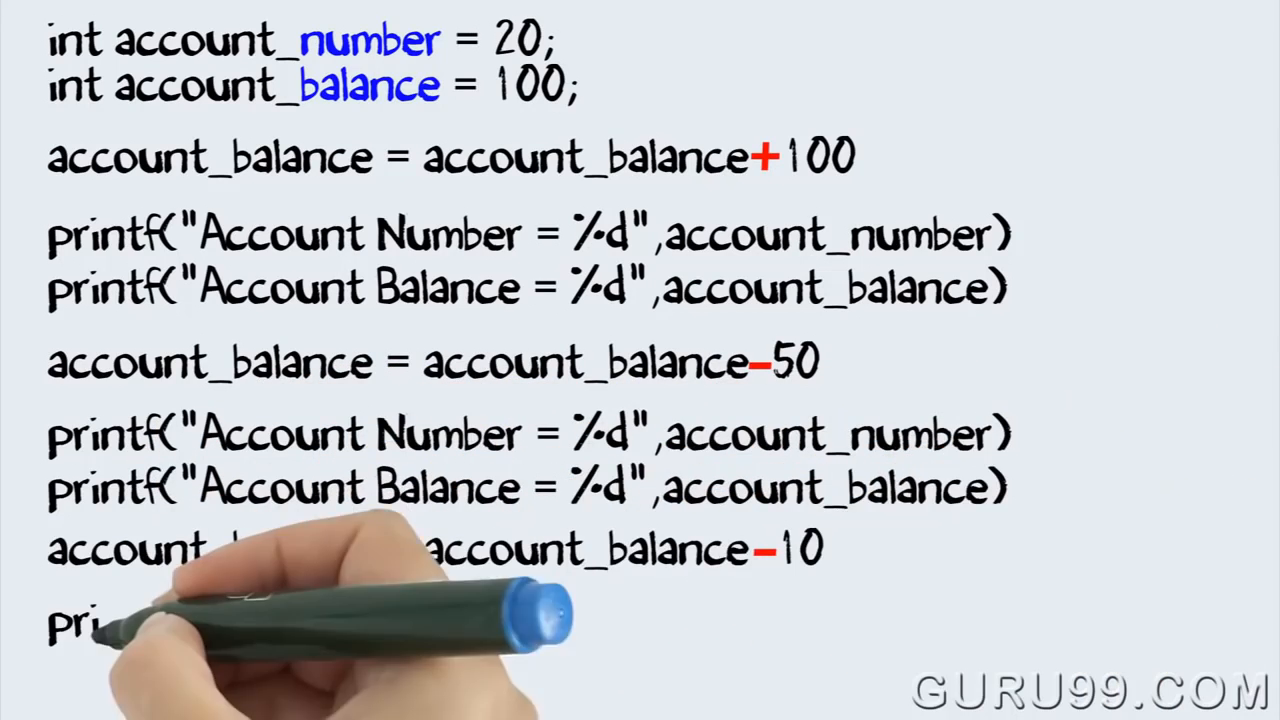 int account_number = 20;
int account_balance = 100;
account_balance = account_balance+100
printf("Account Number = %d",account_number)
printf("Account Balance = %d",account_balance)
account_balance = account_balance-50
printf("Account Number = %d",account_number)
printf("Account Balance = %d",account_balance)
account_balance-10
pri
GURU99.COM